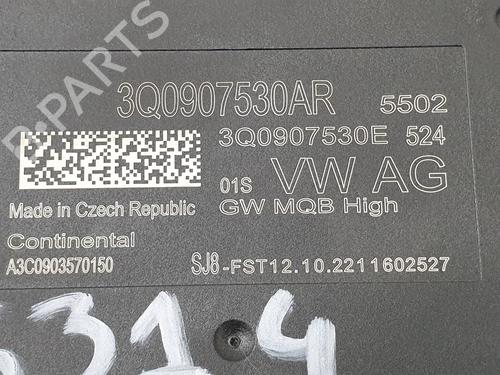 3Q0907530AR 5502
3Q0907530E 524
01S VW AG
Made in Czech Republic GW MQB High
Continental
A3C0903570150 SJ8-FST12.10.2211602527
5314
B-PARTS